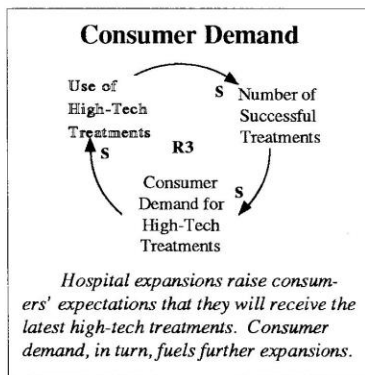 Consumer Demand
Use of
High-Tech
Treatments
S
Number of
Successful
Treatments
S
R3
Consumer
Demand for
High-Tech
Treatments
S
Hospital expansions raise consum-
ers' expectations that they will receive the
latest high-tech treatments. Consumer
demand, in turn, fuels further expansions.